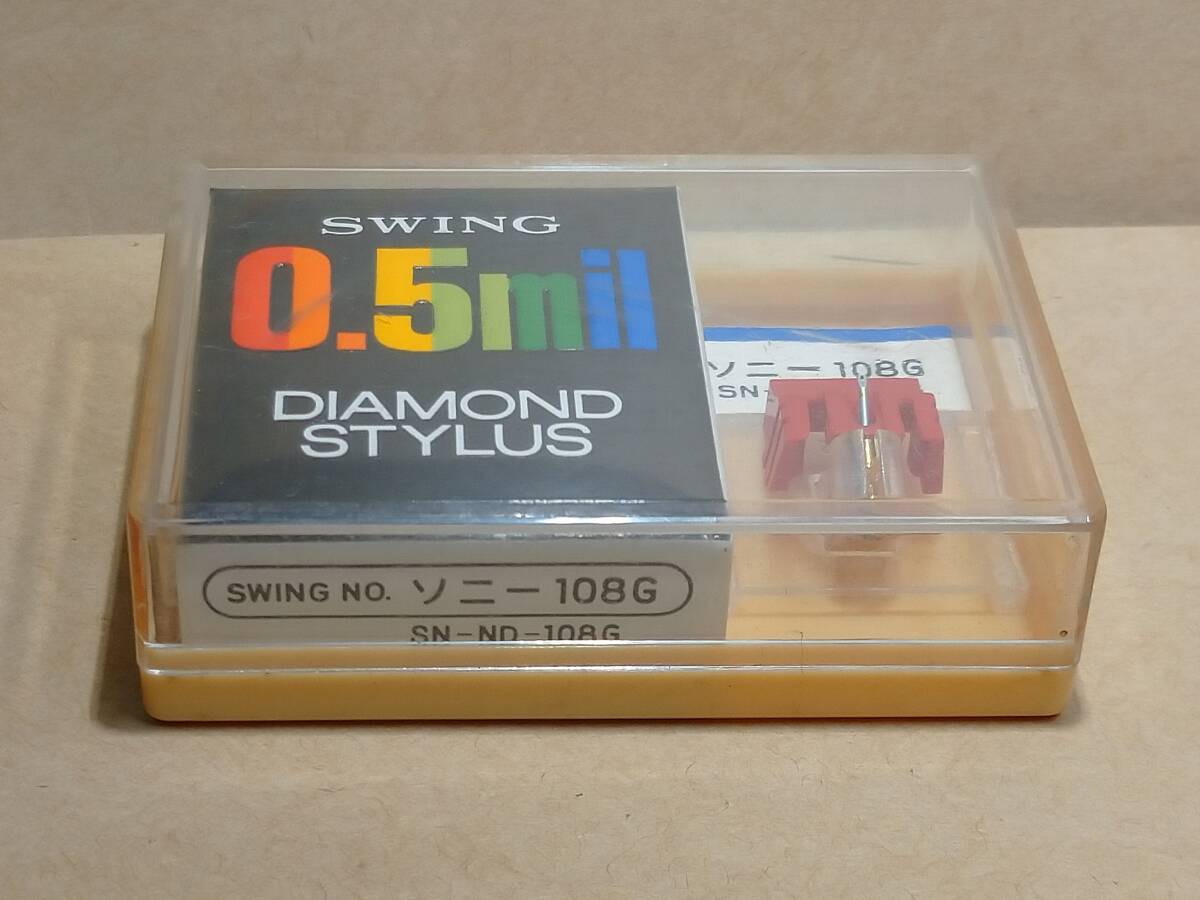 SWING
0.5mil
DIAMOND
STYLUS
ソニー108G
SN-
SWING NO. ソニー108G
SN-ND-108G